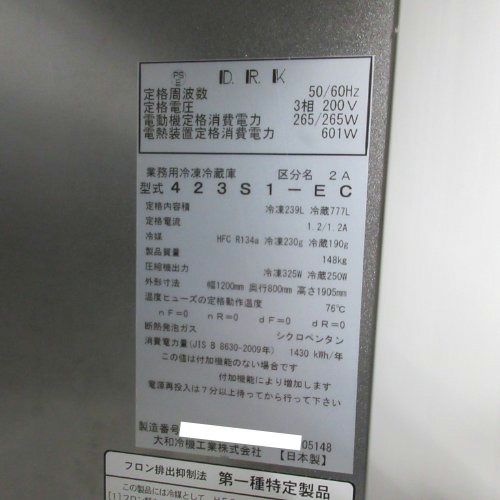 PS E D.R.K
定格周波数 50/60Hz
定格電圧 3相 200V
電動機定格消費電力 265/265W
電熱装置定格消費電力 601W
業務用冷凍冷蔵庫 区分名 2A
型式 423S1-EC
定格内容積 冷凍239L 冷蔵777L
定格電流 1.2/1.2A
冷媒 HFC R134a 冷凍230g 冷蔵190g
製品質量 148kg
圧縮機出力 冷凍325W 冷蔵250W
外形寸法 幅1200mm 奥行800mm 高さ1905mm
温度ヒューズの定格動作温度 76℃
nF=0 nR=0 dF=0 dR=0
断熱発泡ガス シクロペンタン
消費電力量(JIS B 8630-2009年) 1430 kWh/年
この値は付加機能のない場合です
付加機能により増加します
電源再投入は7分以上待ってから行って下さい
製造番号 05148
大和冷機工業株式会社 【日本製】
フロン排出抑制法 第一種特定製品
(1)フロン